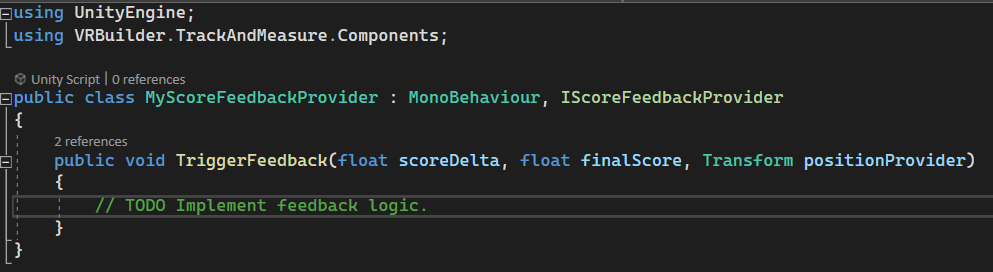 using UnityEngine;
using VRBuilder.TrackAndMeasure.Components;
Unity Script | 0 references
public class MyScoreFeedbackProvider : MonoBehaviour, IScoreFeedbackProvider
{
2 references
public void TriggerFeedback(float scoreDelta, float finalScore, Transform positionProvider)
{
// TODO Implement feedback logic.
}
}